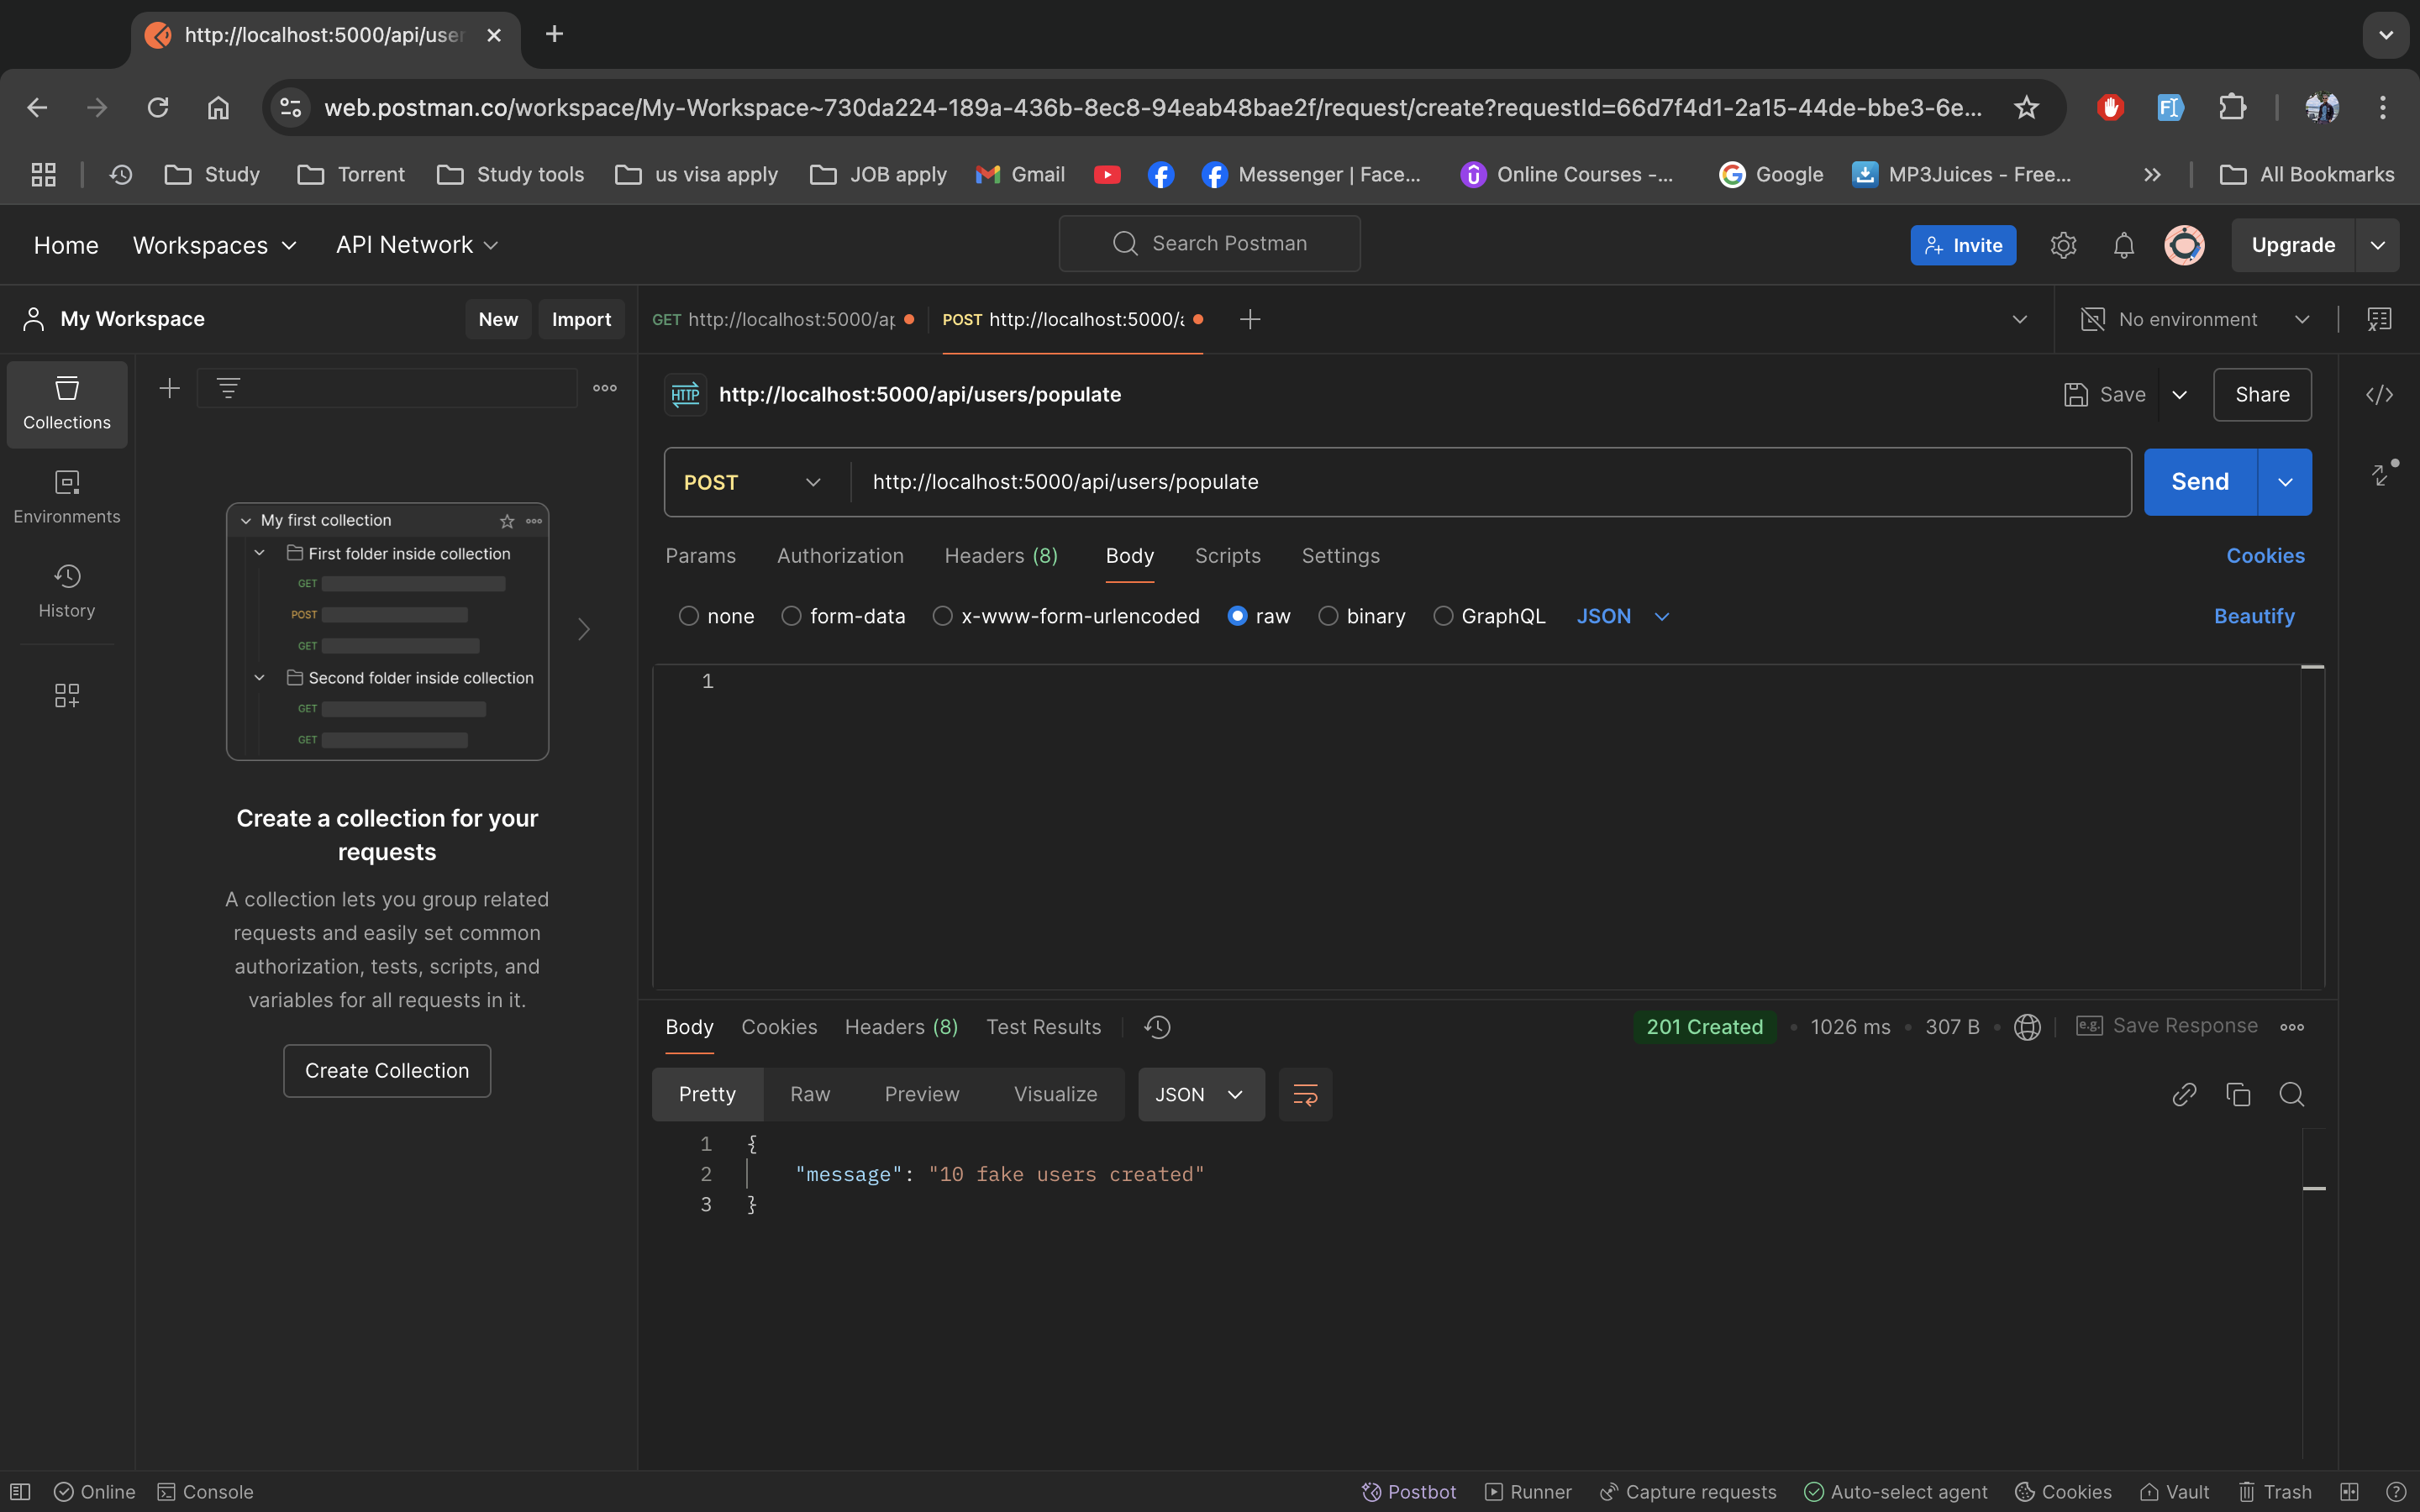 http://localhost:5000/api/user
web.postman.co/workspace/My-Workspace~730da224-189a-436b-8ec8-94eab48bae2f/request/create?requestId=66d7f4d1-2a15-44de-bbe3-6e...
Study
Torrent
Study tools
us visa apply
JOB apply
Gmail
Messenger | Face...
Online Courses -...
Google
MP3Juices - Free...
All Bookmarks
Home
Workspaces
API Network
Search Postman
Invite
Upgrade
My Workspace
New
Import
GET http://localhost:5000/ap
POST http://localhost:5000/a
No environment
Collections
Environments
History
My first collection
First folder inside collection
GET
POST
GET
Second folder inside collection
GET
GET
Create a collection for your
requests
A collection lets you group related
requests and easily set common
authorization, tests, scripts, and
variables for all requests in it.
Create Collection
HTTP
http://localhost:5000/api/users/populate
Save
Share
POST
http://localhost:5000/api/users/populate
Send
Params
Authorization
Headers (8)
Body
Scripts
Settings
Cookies
none
form-data
x-www-form-urlencoded
raw
binary
GraphQL
JSON
Beautify
1
Body
Cookies
Headers (8)
Test Results
201 Created
1026 ms
307 B
e.g.
Save Response
Pretty
Raw
Preview
Visualize
JSON
1 {
2 "message": "10 fake users created"
3 }
Online
Console
Postbot
Runner
Capture requests
Auto-select agent
Cookies
Vault
Trash